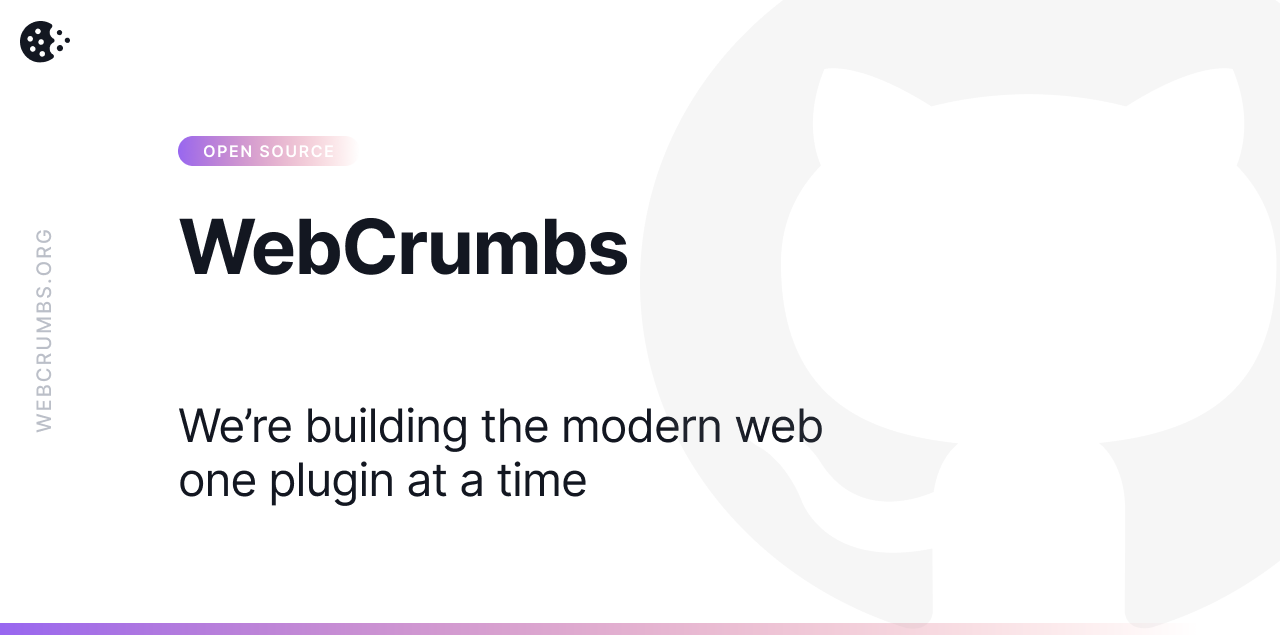 OPEN SOURCE
WebCrumbs
WEBCRUMBS.ORG
We’re building the modern web
one plugin at a time